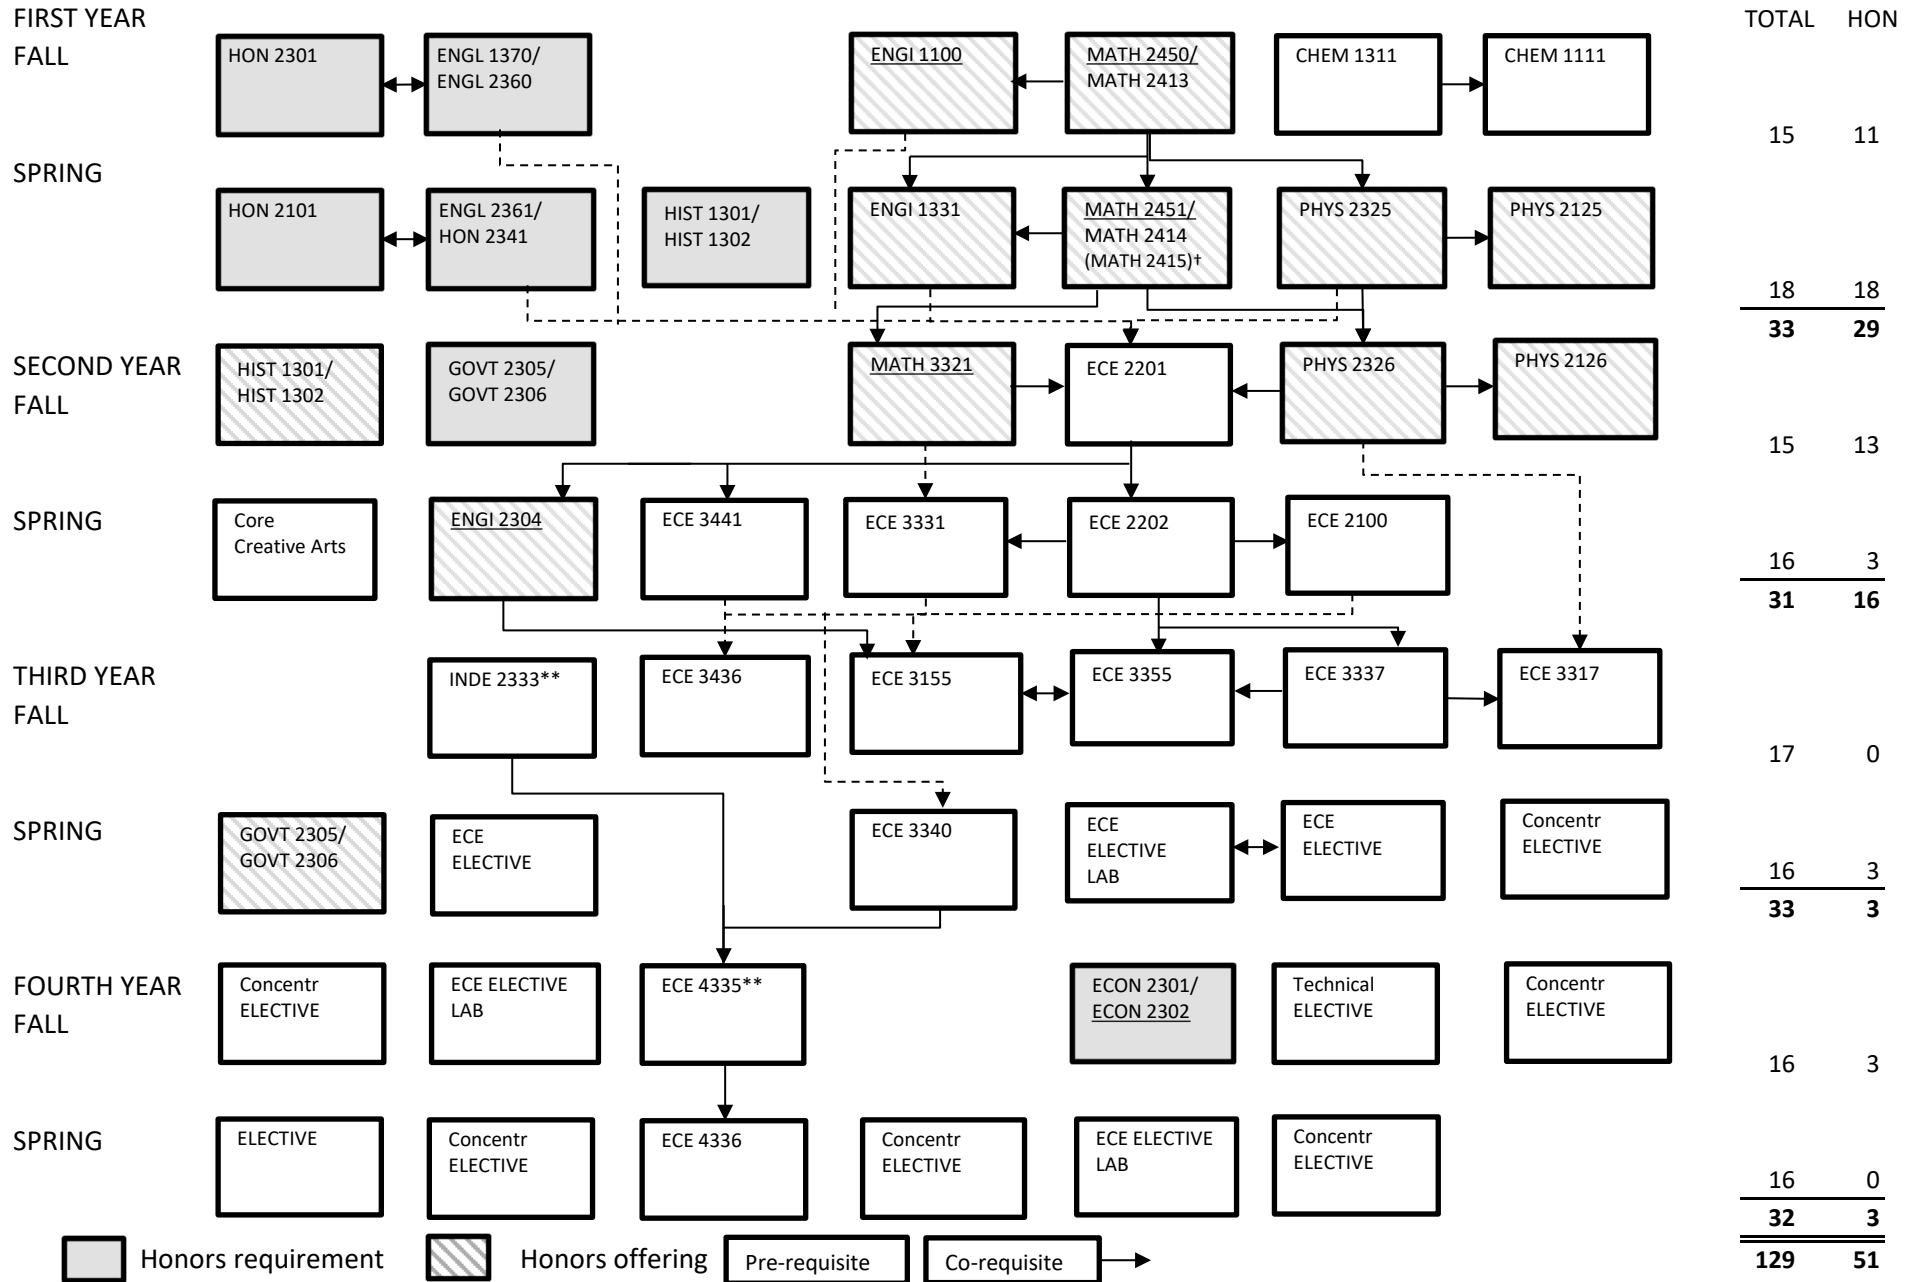 FIRST YEAR
TOTAL HON
FALL
HON 2301
ENGL 1370/
ENGL 2360
ENGI 1100
MATH 2450/
MATH 2413
CHEM 1311
CHEM 1111
15 11
SPRING
HON 2101
ENGL 2361/
HON 2341
HIST 1301/
HIST 1302
ENGI 1331
MATH 2451/
MATH 2414
(MATH 2415)†
PHYS 2325
PHYS 2125
18 18
33 29
SECOND YEAR
FALL
HIST 1301/
HIST 1302
GOVT 2305/
GOVT 2306
MATH 3321
ECE 2201
PHYS 2326
PHYS 2126
15 13
SPRING
Core
Creative Arts
ENGI 2304
ECE 3441
ECE 3331
ECE 2202
ECE 2100
16 3
31 16
THIRD YEAR
FALL
INDE 2333**
ECE 3436
ECE 3155
ECE 3355
ECE 3337
ECE 3317
17 0
SPRING
GOVT 2305/
GOVT 2306
ECE
ELECTIVE
ECE 3340
ECE
ELECTIVE
LAB
ECE
ELECTIVE
Concentr
ELECTIVE
16 3
33 3
FOURTH YEAR
FALL
Concentr
ELECTIVE
ECE ELECTIVE
LAB
ECE 4335**
ECON 2301/
ECON 2302
Technical
ELECTIVE
Concentr
ELECTIVE
16 3
SPRING
ELECTIVE
Concentr
ELECTIVE
ECE 4336
Concentr
ELECTIVE
ECE ELECTIVE
LAB
Concentr
ELECTIVE
16 0
32 3
Honors requirement
Honors offering
Pre-requisite
Co-requisite
129 51